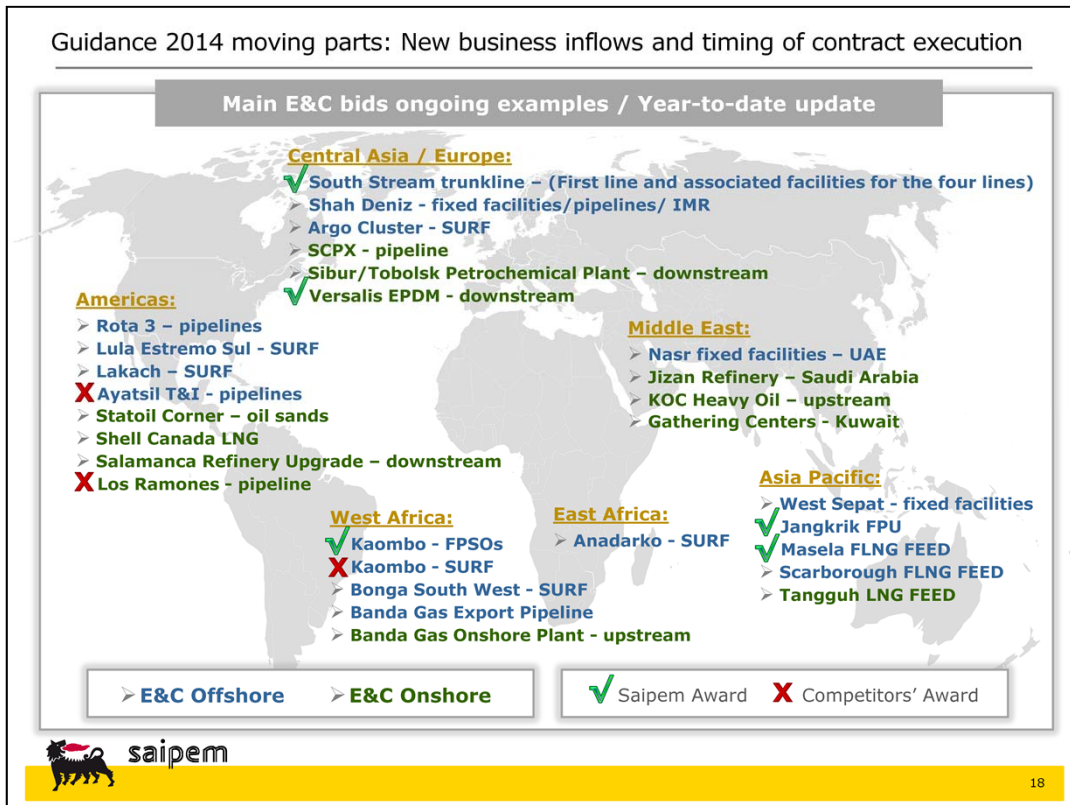 Guidance 2014 moving parts: New business inflows and timing of contract execution
Main E&C bids ongoing examples / Year-to-date update
Central Asia / Europe:
South Stream trunkline – (First line and associated facilities for the four lines)
Shah Deniz - fixed facilities/pipelines/ IMR
Argo Cluster - SURF
SCPX - pipeline
Sibur/Tobolsk Petrochemical Plant – downstream
Versalis EPDM - downstream
Americas:
Rota 3 – pipelines
Lula Estremo Sul - SURF
Lakach – SURF
Ayatsil T&I - pipelines
Statoil Corner – oil sands
Shell Canada LNG
Salamanca Refinery Upgrade – downstream
Los Ramones - pipeline
Middle East:
Nasr fixed facilities – UAE
Jizan Refinery – Saudi Arabia
KOC Heavy Oil – upstream
Gathering Centers - Kuwait
West Africa:
Kaombo - FPSOs
Kaombo - SURF
Bonga South West - SURF
Banda Gas Export Pipeline
Banda Gas Onshore Plant - upstream
East Africa:
Anadarko - SURF
Asia Pacific:
West Sepat - fixed facilities
Jangkrik FPU
Masela FLNG FEED
Scarborough FLNG FEED
Tangguh LNG FEED
E&C Offshore E&C Onshore
Saipem Award X Competitors' Award
saipem
18